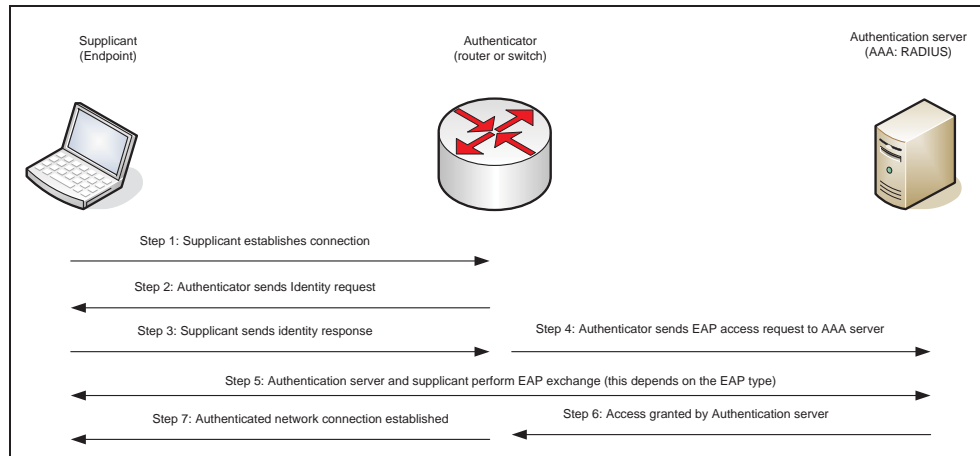 Supplicant
(Endpoint)
Authenticator
(router or switch)
Authentication server
(AAA: RADIUS)
Step 1: Supplicant establishes connection
Step 2: Authenticator sends Identity request
Step 3: Supplicant sends identity response
Step 4: Authenticator sends EAP access request to AAA server
Step 5: Authentication server and supplicant perform EAP exchange (this depends on the EAP type)
Step 6: Access granted by Authentication server
Step 7: Authenticated network connection established